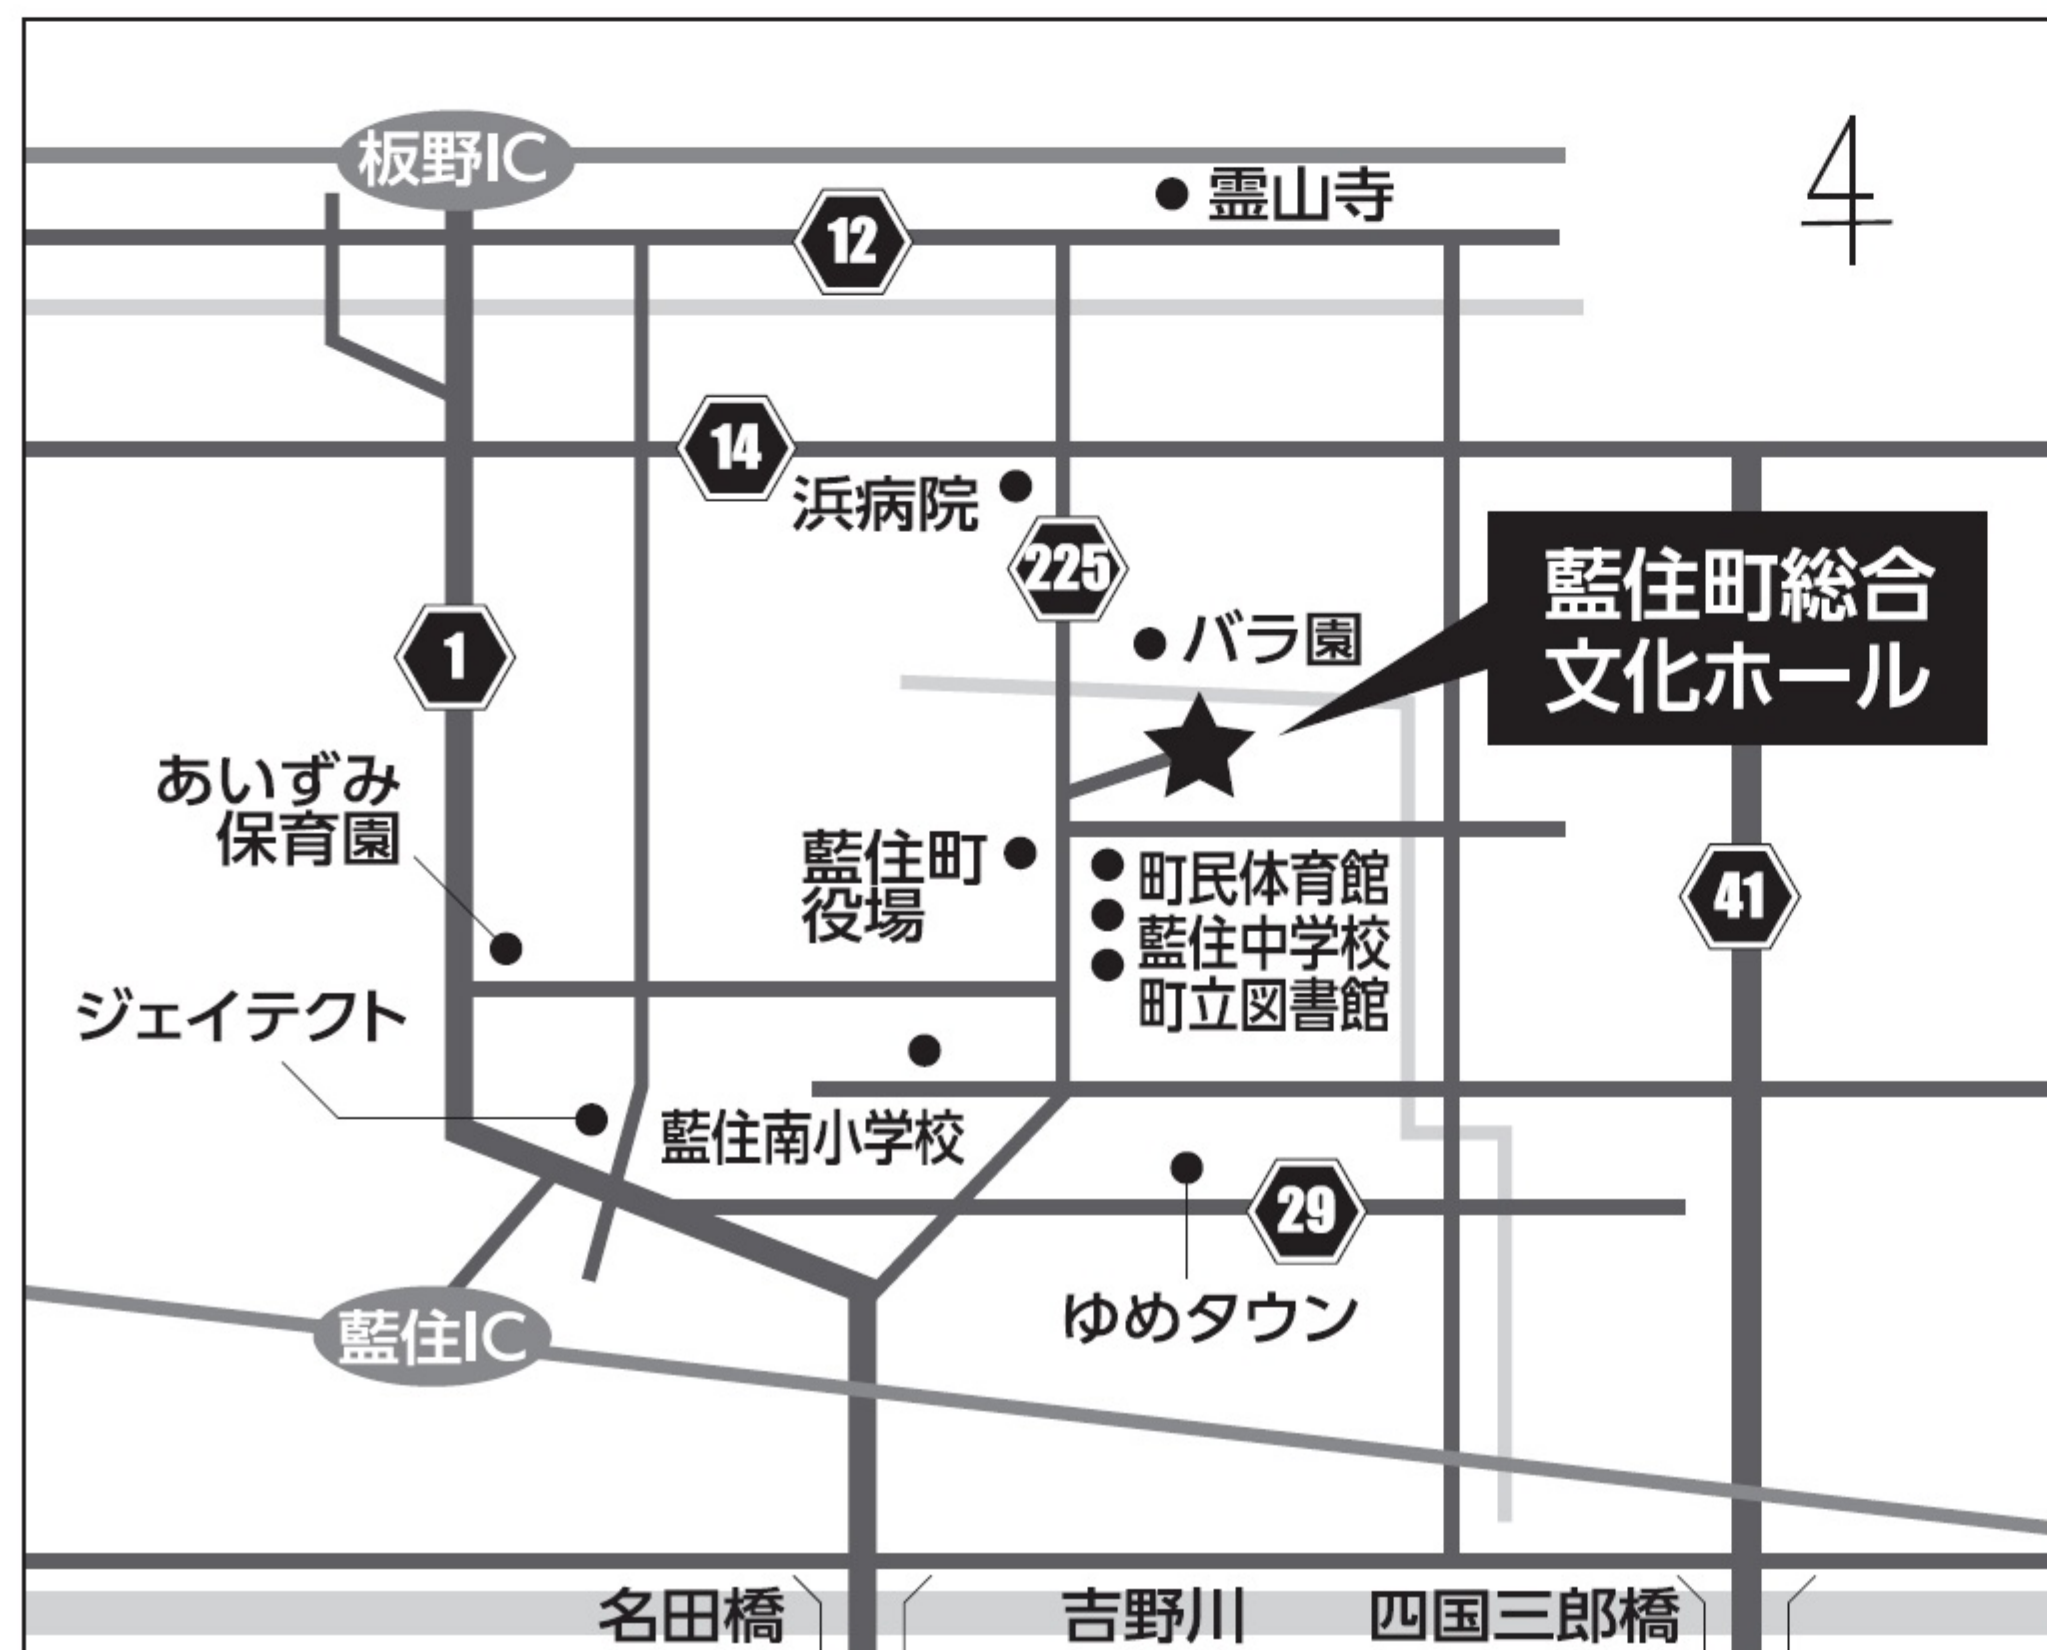 板野IC
霊山寺
12
14
浜病院
225
藍住町総合
文化ホール
バラ園
1
あいずみ
保育園
藍住町
役場
町民体育館
藍住中学校
町立図書館
41
ジェイテクト
藍住南小学校
29
ゆめタウン
藍住IC
名田橋
吉野川
四国三郎橋